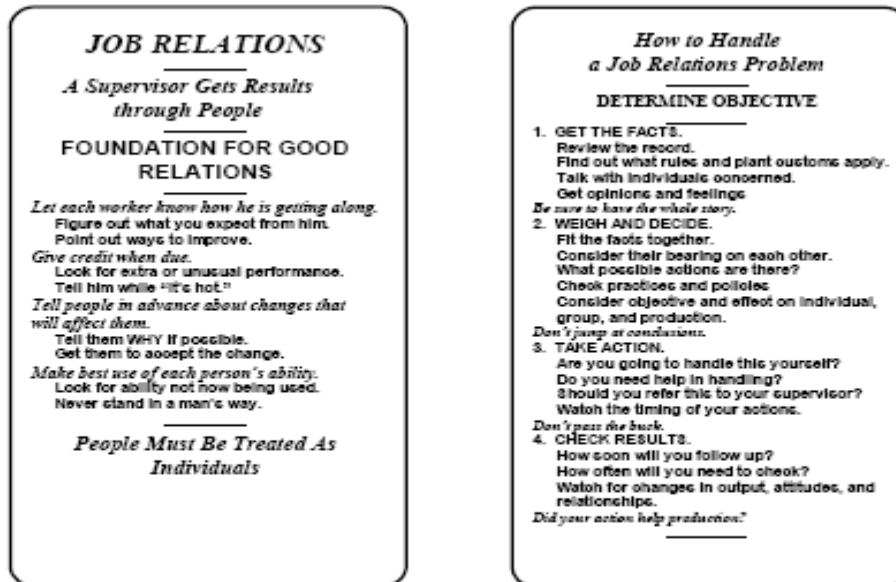 JOB RELATIONS
A Supervisor Gets Results
through People
FOUNDATION FOR GOOD
RELATIONS
Let each worker know how he is getting along.
Figure out what you expect from him.
Point out ways to improve.
Give credit when due.
Look for extra or unusual performance.
Tell him while "it's hot."
Tell people in advance about changes that
will affect them.
Tell them WHY if possible.
Get them to accept the change.
Make best use of each person's ability.
Look for ability not now being used.
Never stand in a man's way.
People Must Be Treated As
Individuals
How to Handle
a Job Relations Problem
DETERMINE OBJECTIVE
1. GET THE FACTS.
Review the record.
Find out what rules and plant customs apply.
Talk with individuals concerned.
Get opinions and feelings
Be sure to have the whole story.
2. WEIGH AND DECIDE.
Fit the facts together.
Consider their bearing on each other.
What possible actions are there?
Check practices and policies
Consider objective and effect on individual,
group, and production.
Don't jump at conclusions.
3. TAKE ACTION.
Are you going to handle this yourself?
Do you need help in handling?
Should you refer this to your supervisor?
Watch the timing of your actions.
Don't pass the buck.
4. CHECK RESULTS.
How soon will you follow up?
How often will you need to check?
Watch for changes in output, attitudes, and
relationships.
Did your action help production?